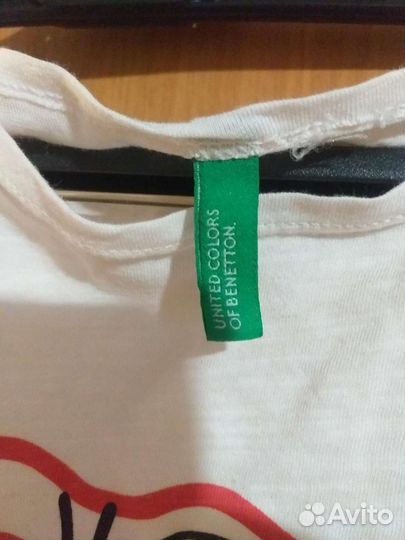 UNITED COLORS
OF BENETTON.
Avito